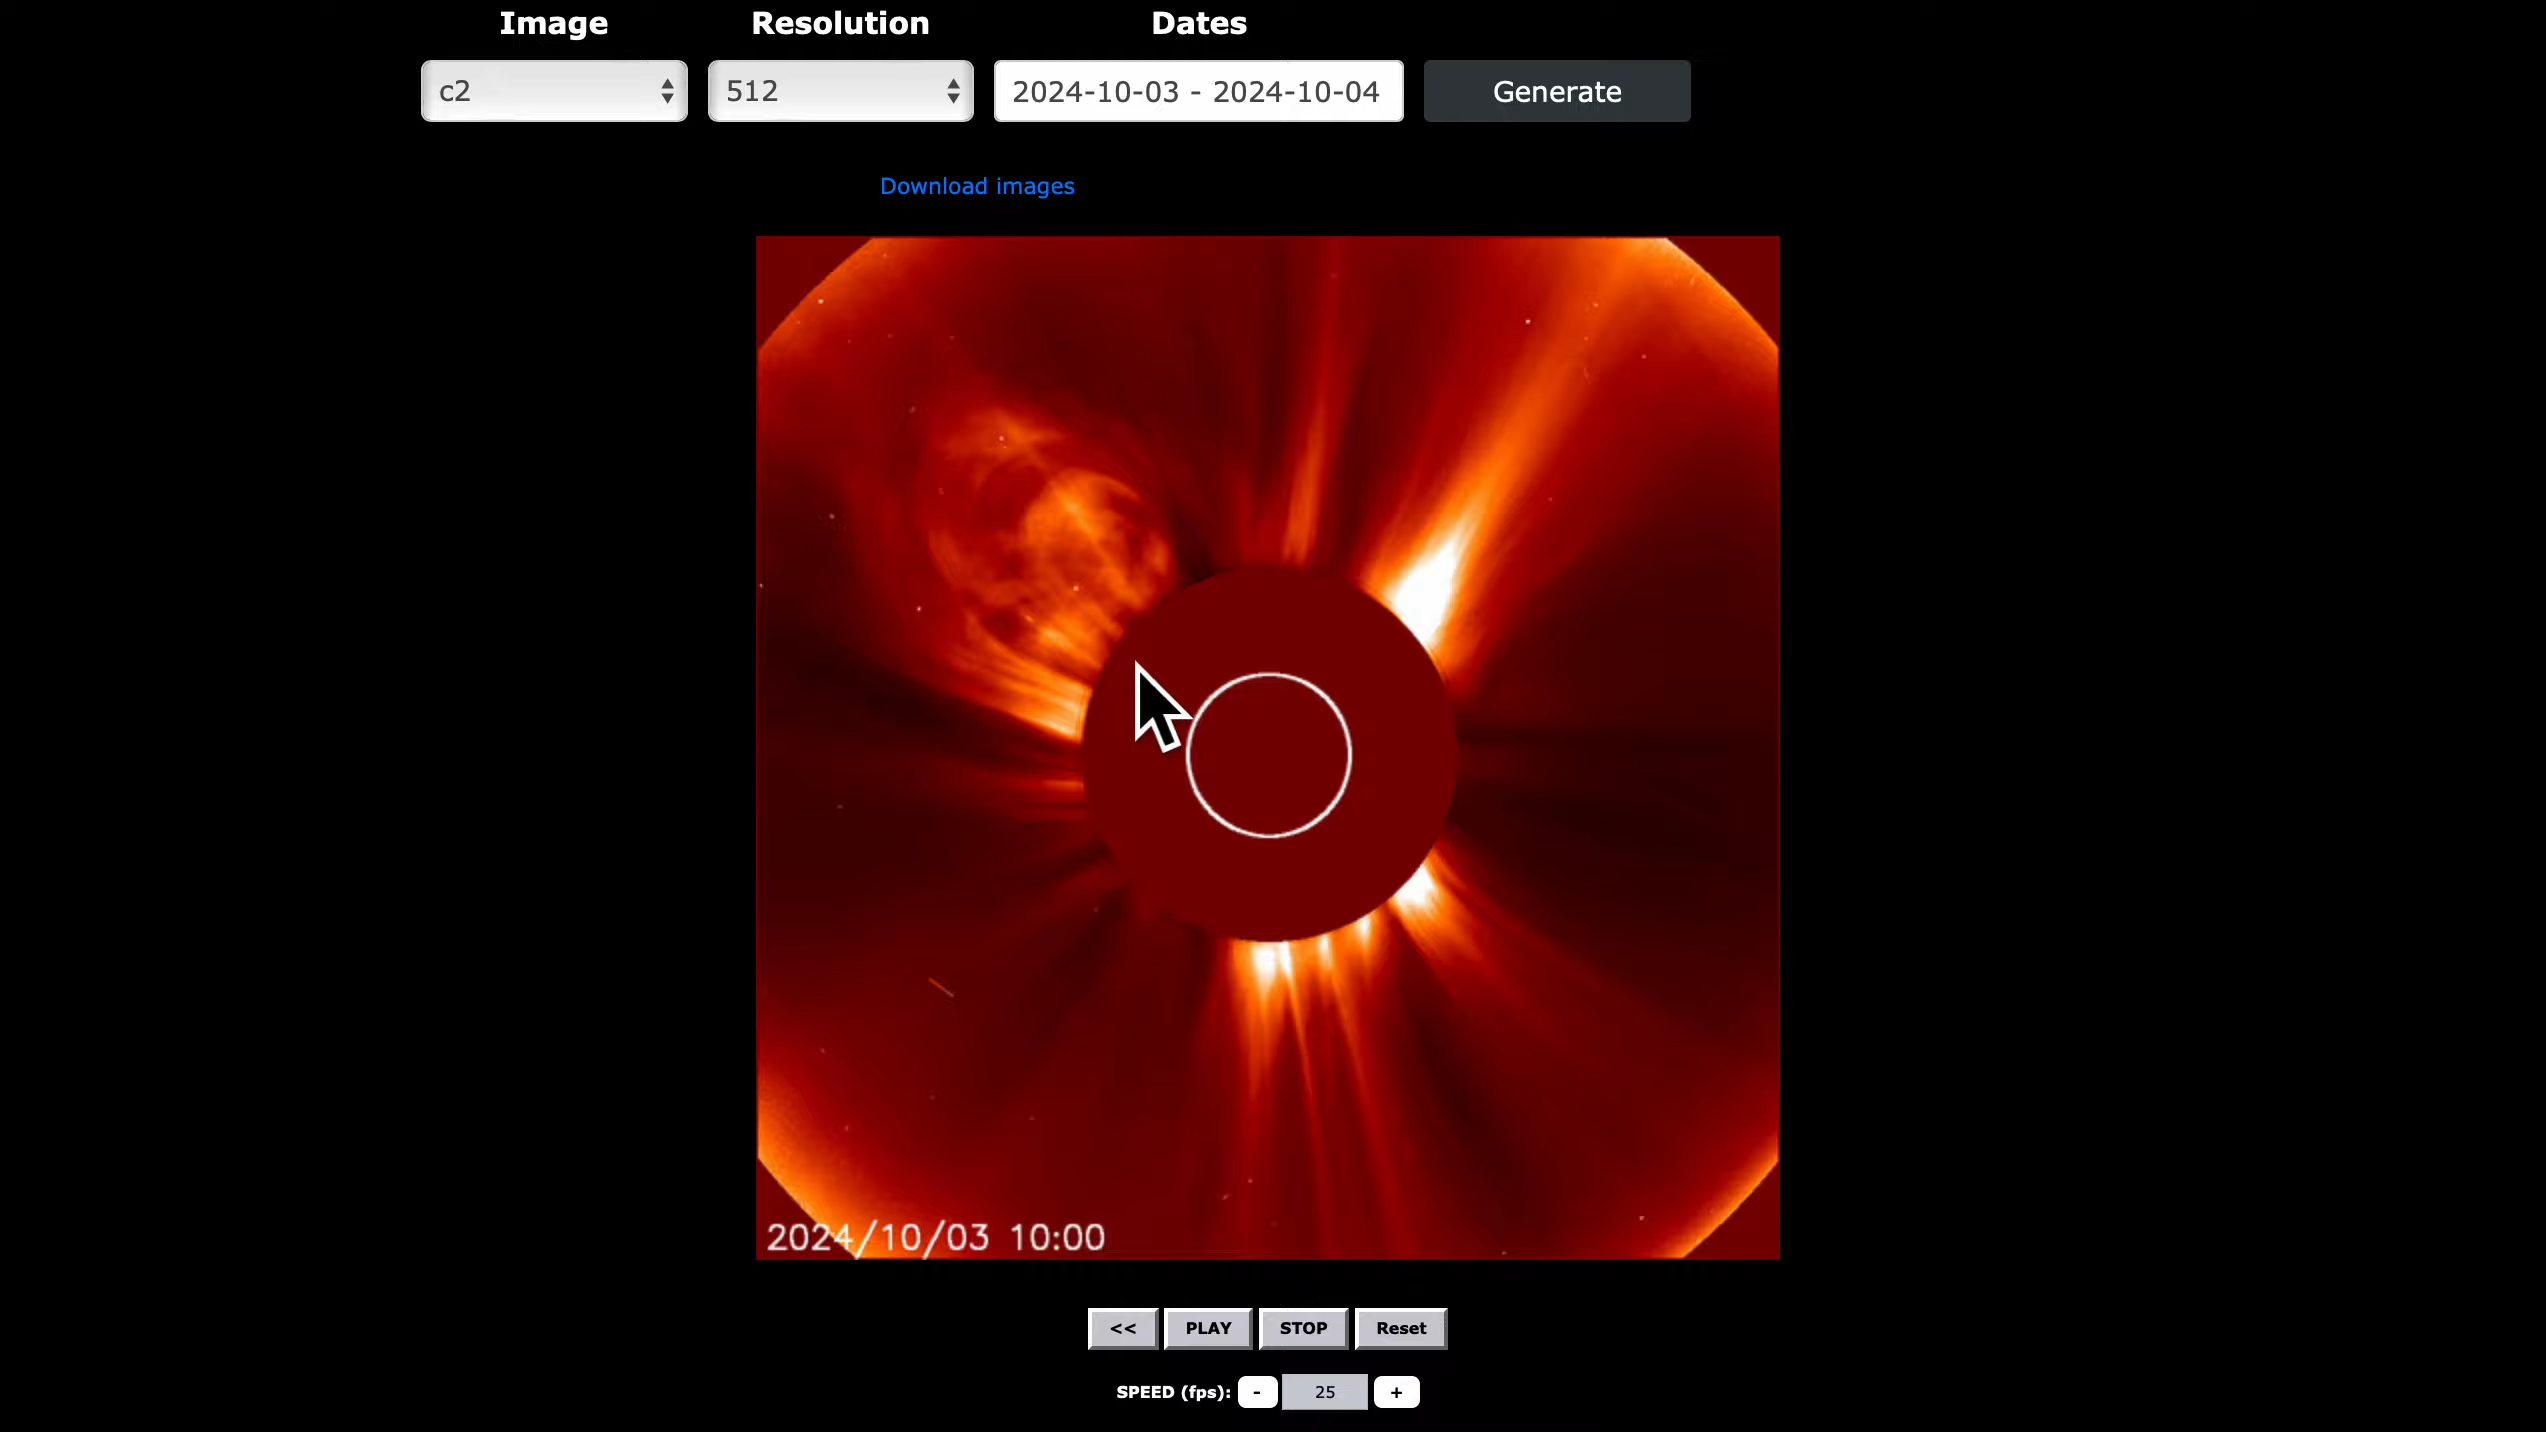 Image Resolution Dates
c2 512 2024-10-03 - 2024-10-04 Generate
Download images
2024/10/03 10:00
<< PLAY STOP Reset
SPEED (fps): - 25 +